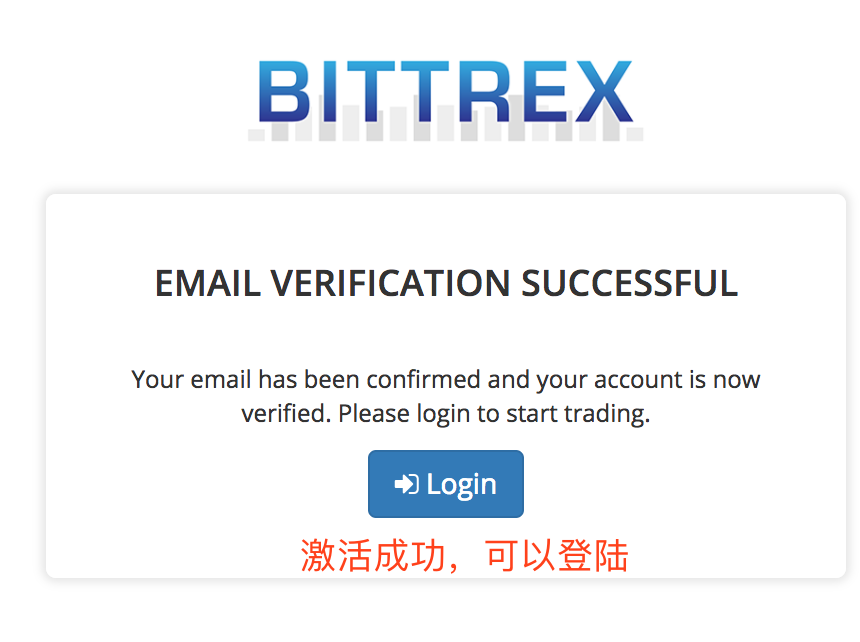 BITTREX
EMAIL VERIFICATION SUCCESSFUL
Your email has been confirmed and your account is now
verified. Please login to start trading.
Login
激活成功，可以登陆